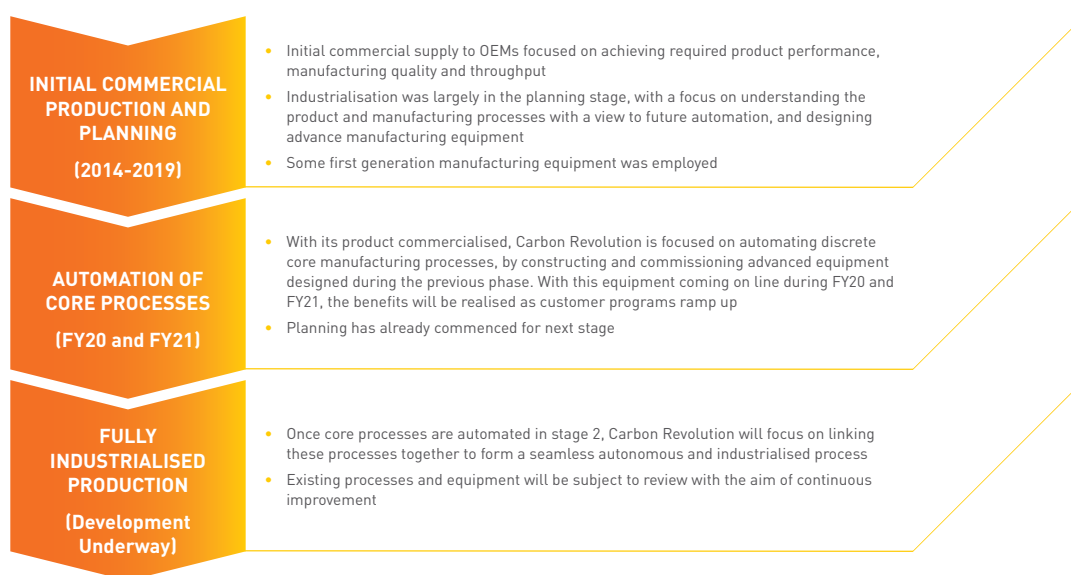 INITIAL COMMERCIAL
PRODUCTION AND
PLANNING
(2014-2019)
• Initial commercial supply to OEMs focused on achieving required product performance,
manufacturing quality and throughput
• Industrialisation was largely in the planning stage, with a focus on understanding the
product and manufacturing processes with a view to future automation, and designing
advance manufacturing equipment
• Some first generation manufacturing equipment was employed
AUTOMATION OF
CORE PROCESSES
(FY20 and FY21)
• With its product commercialised, Carbon Revolution is focused on automating discrete
core manufacturing processes, by constructing and commissioning advanced equipment
designed during the previous phase. With this equipment coming on line during FY20 and
FY21, the benefits will be realised as customer programs ramp up
• Planning has already commenced for next stage
FULLY
INDUSTRIALISED
PRODUCTION
(Development
Underway)
• Once core processes are automated in stage 2, Carbon Revolution will focus on linking
these processes together to form a seamless autonomous and industrialised process
• Existing processes and equipment will be subject to review with the aim of continuous
improvement